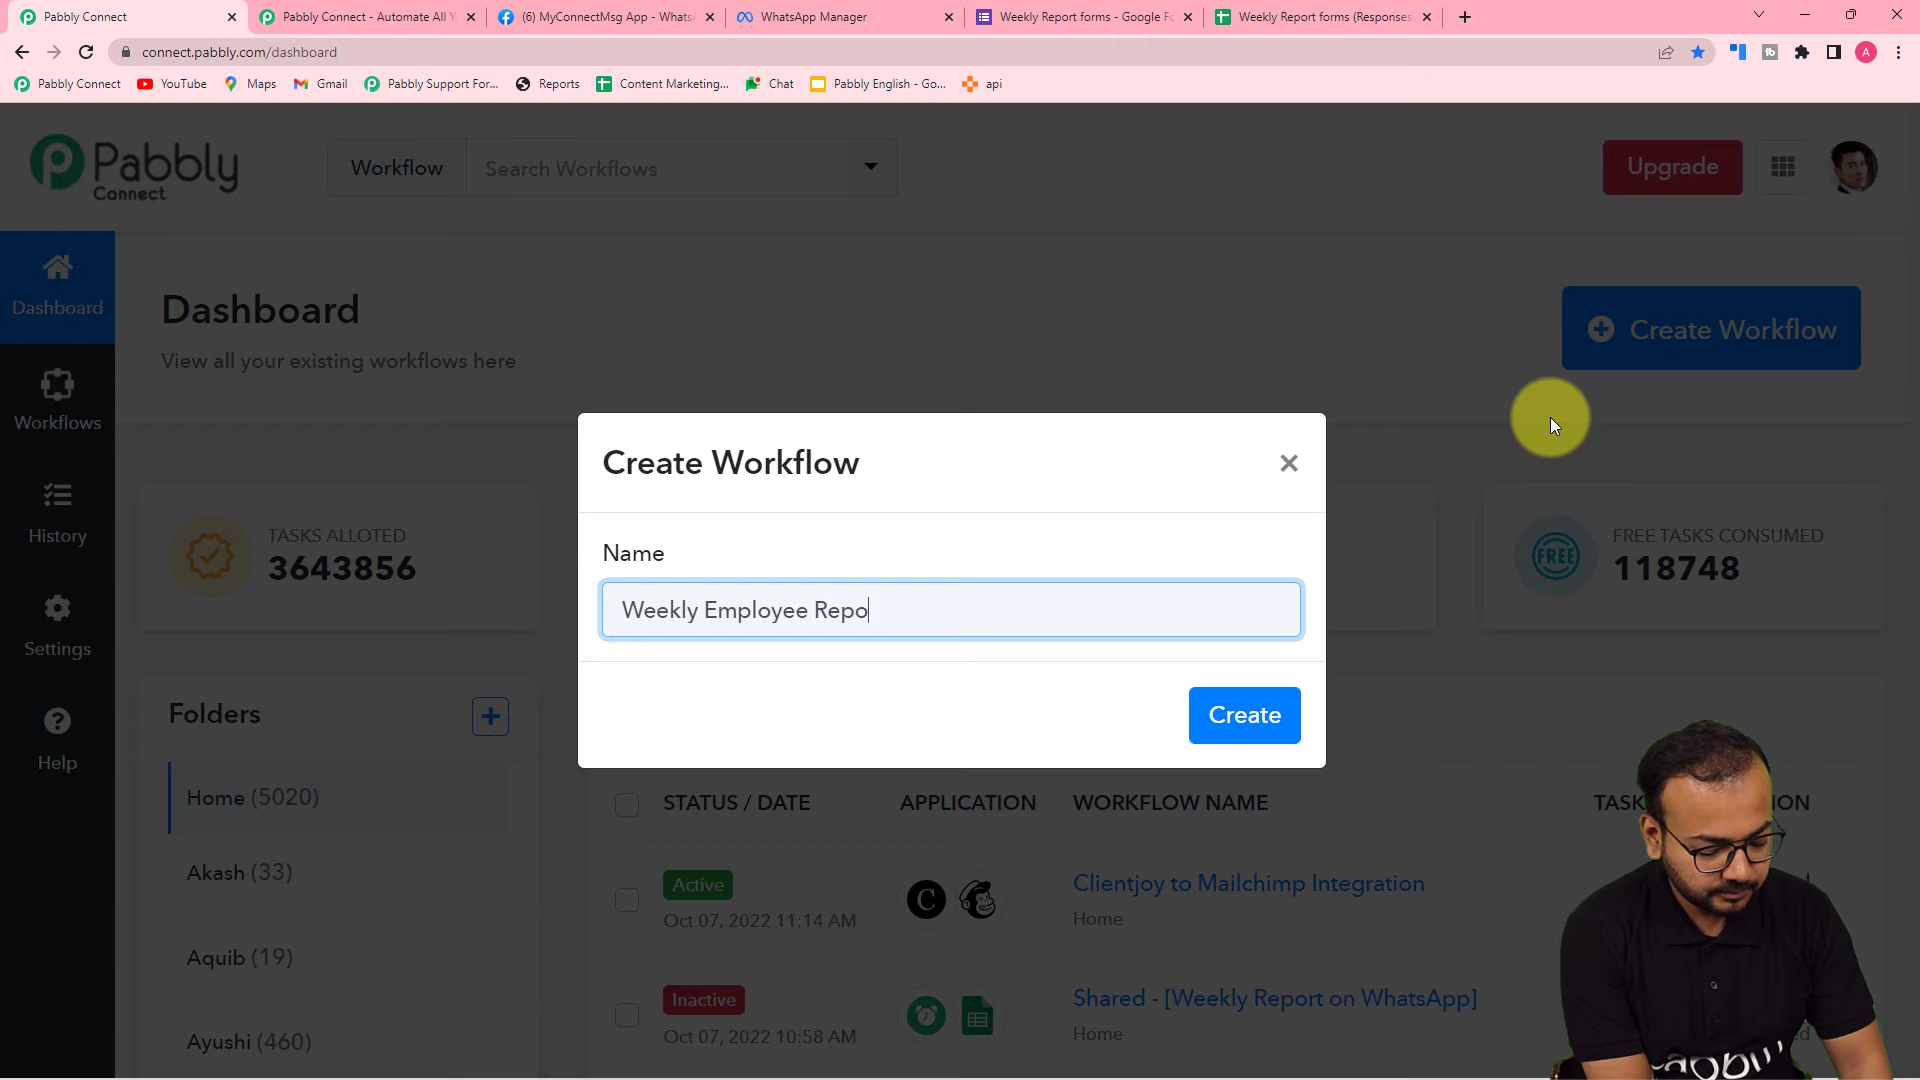 Pabbly Connect
Pabbly Connect - Automate All Y
(6) MyConnectMsg App - WhatsA
WhatsApp Manager
Weekly Report forms - Google Fo
Weekly Report forms (Responses
connect.pabbly.com/dashboard
A
Pabbly Connect
YouTube
Maps
Gmail
Pabbly Support For...
Reports
Content Marketing...
Chat
Pabbly English - Go...
api
Pabbly
Connect
Workflow
Search Workflows
Upgrade
Dashboard
Workflows
History
Settings
Help
Dashboard
View all your existing workflows here
Create Workflow
Create Workflow
×
Name
Weekly Employee Repo
Create
TASKS ALLOTED
3643856
FREE
FREE TASKS CONSUMED
118748
Folders
Home (5020)
Akash (33)
Aquib (19)
Ayushi (460)
STATUS / DATE
APPLICATION
WORKFLOW NAME
Active
Oct 07, 2022 11:14 AM
C
Clientjoy to Mailchimp Integration
Home
Inactive
Oct 07, 2022 10:58 AM
Shared - [Weekly Report on WhatsApp]
Home